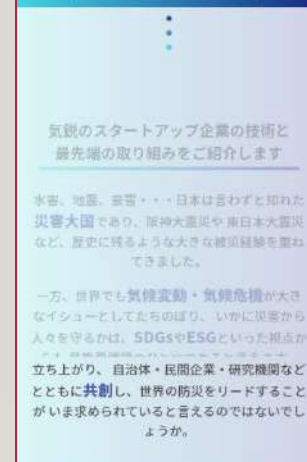 気鋭のスタートアップ企業の技術と
最先端の取り組みをご紹介します
水害、地震、豪雪・・・日本は言わずと知れた
災害大国であり、阪神大震災や東日本大震災
など、歴史に残るような大きな被災経験を重ね
てきました。
一方、世界でも気候変動・気候危機が大き
なイシューとしてたちのぼり、いかに災害から
人々を守るかは、SDGsやESGといった視点か
立ち上がり、自治体・民間企業・研究機関など
とともに共創し、世界の防災をリードすること
がいま求められていると言えるのではないでし
ょうか。